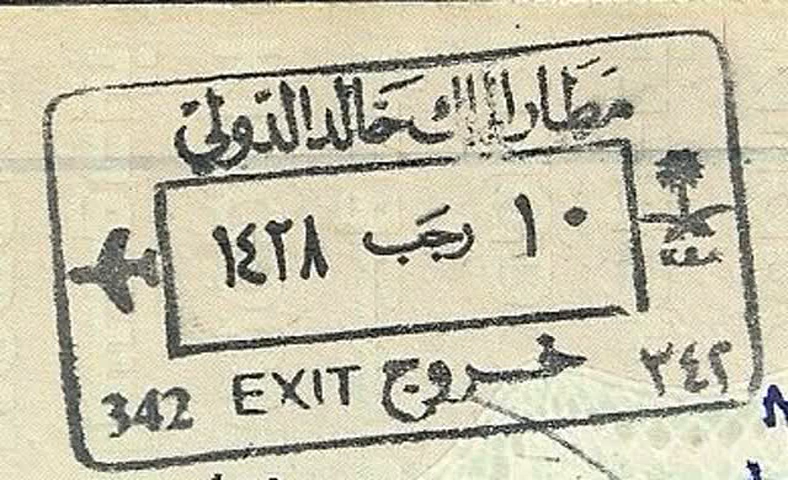 مطار الملك خالد الدولي
١٠ رجب ١٤٢٨
٣٤٢ خروج EXIT 342